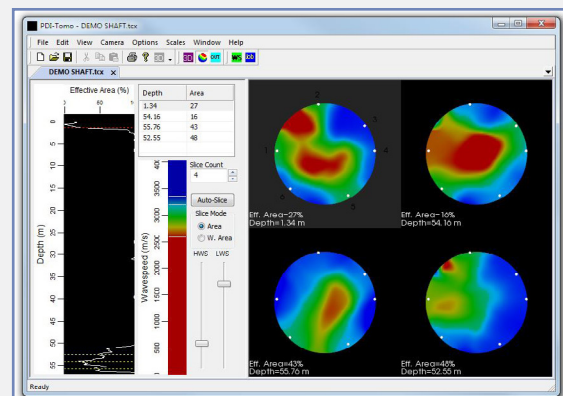 PDI-Tomo - DEMO SHAFT.tcx
File Edit View Camera Options Scales Window Help
3D OUT WS
DEMO SHAFT.tcx x
Effective Area (%)
0 60
Depth Area
1.34 27
54.16 16
55.76 43
52.55 48
Slice Count
4
Auto-Slice
Slice Mode
Area
W. Area
HWS LWS
Depth (m)
0
5
10
15
20
25
30
35
40
45
50
55
Wavespeed (m/s)
3500
3000
2500
2000
1500
1000
500
0
2
3
1
4
6
5
Eff. Area=27%
Depth=1.34 m
Eff. Area=16%
Depth=54.16 m
Eff. Area=43%
Depth=55.76 m
Eff. Area=48%
Depth=52.55 m
Ready